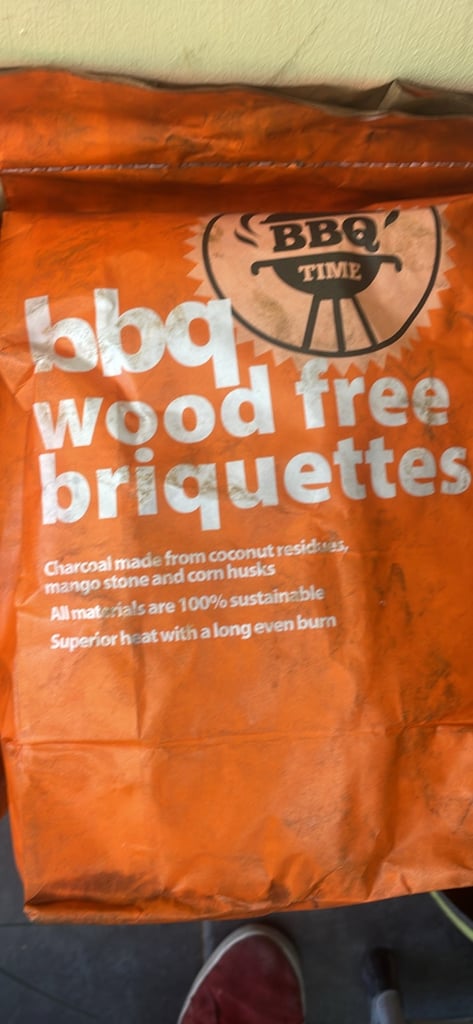 BBQ
TIME
bbq
wood free
briquettes
Charcoal made from coconut residues,
mango stone and corn husks
All materials are 100% sustainable
Superior heat with a long even burn